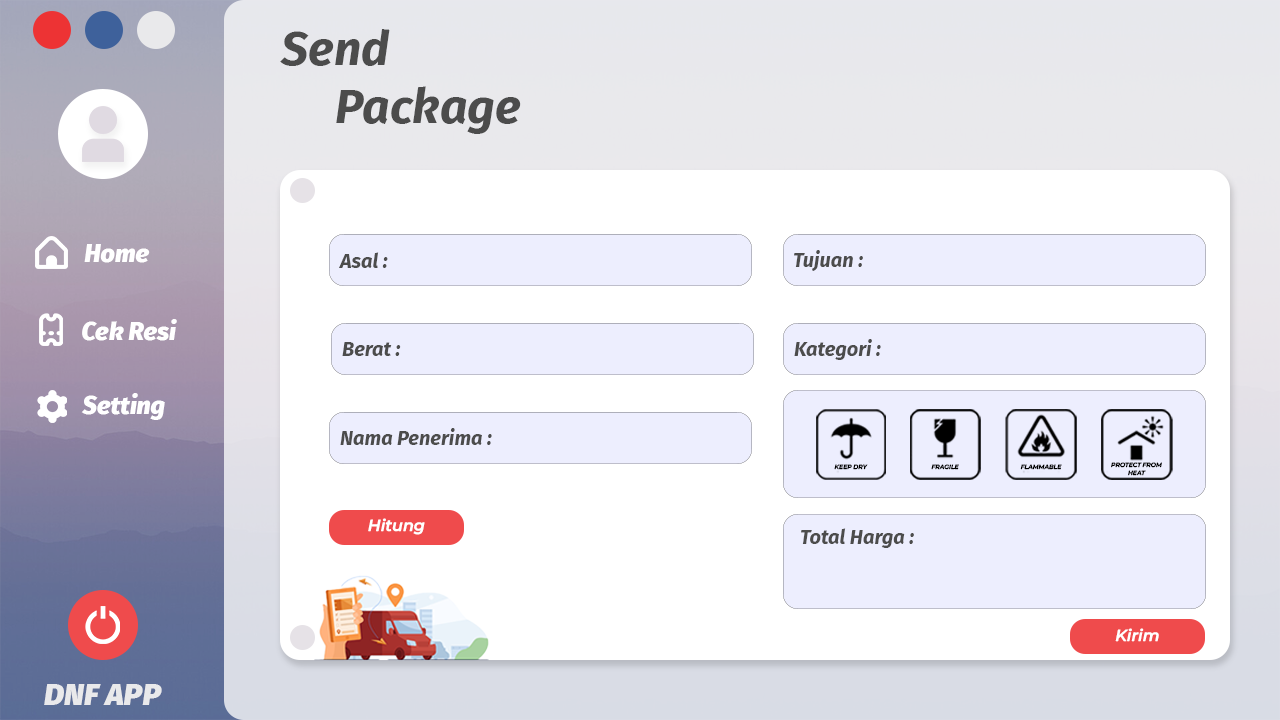 Send
Package
Home
Cek Resi
Setting
DNF APP
Asal :
Tujuan :
Berat :
Kategori :
Nama Penerima :
KEEP DRY
FRAGILE
FLAMMABLE
PROTECT FROM
HEAT
Hitung
Total Harga :
Kirim